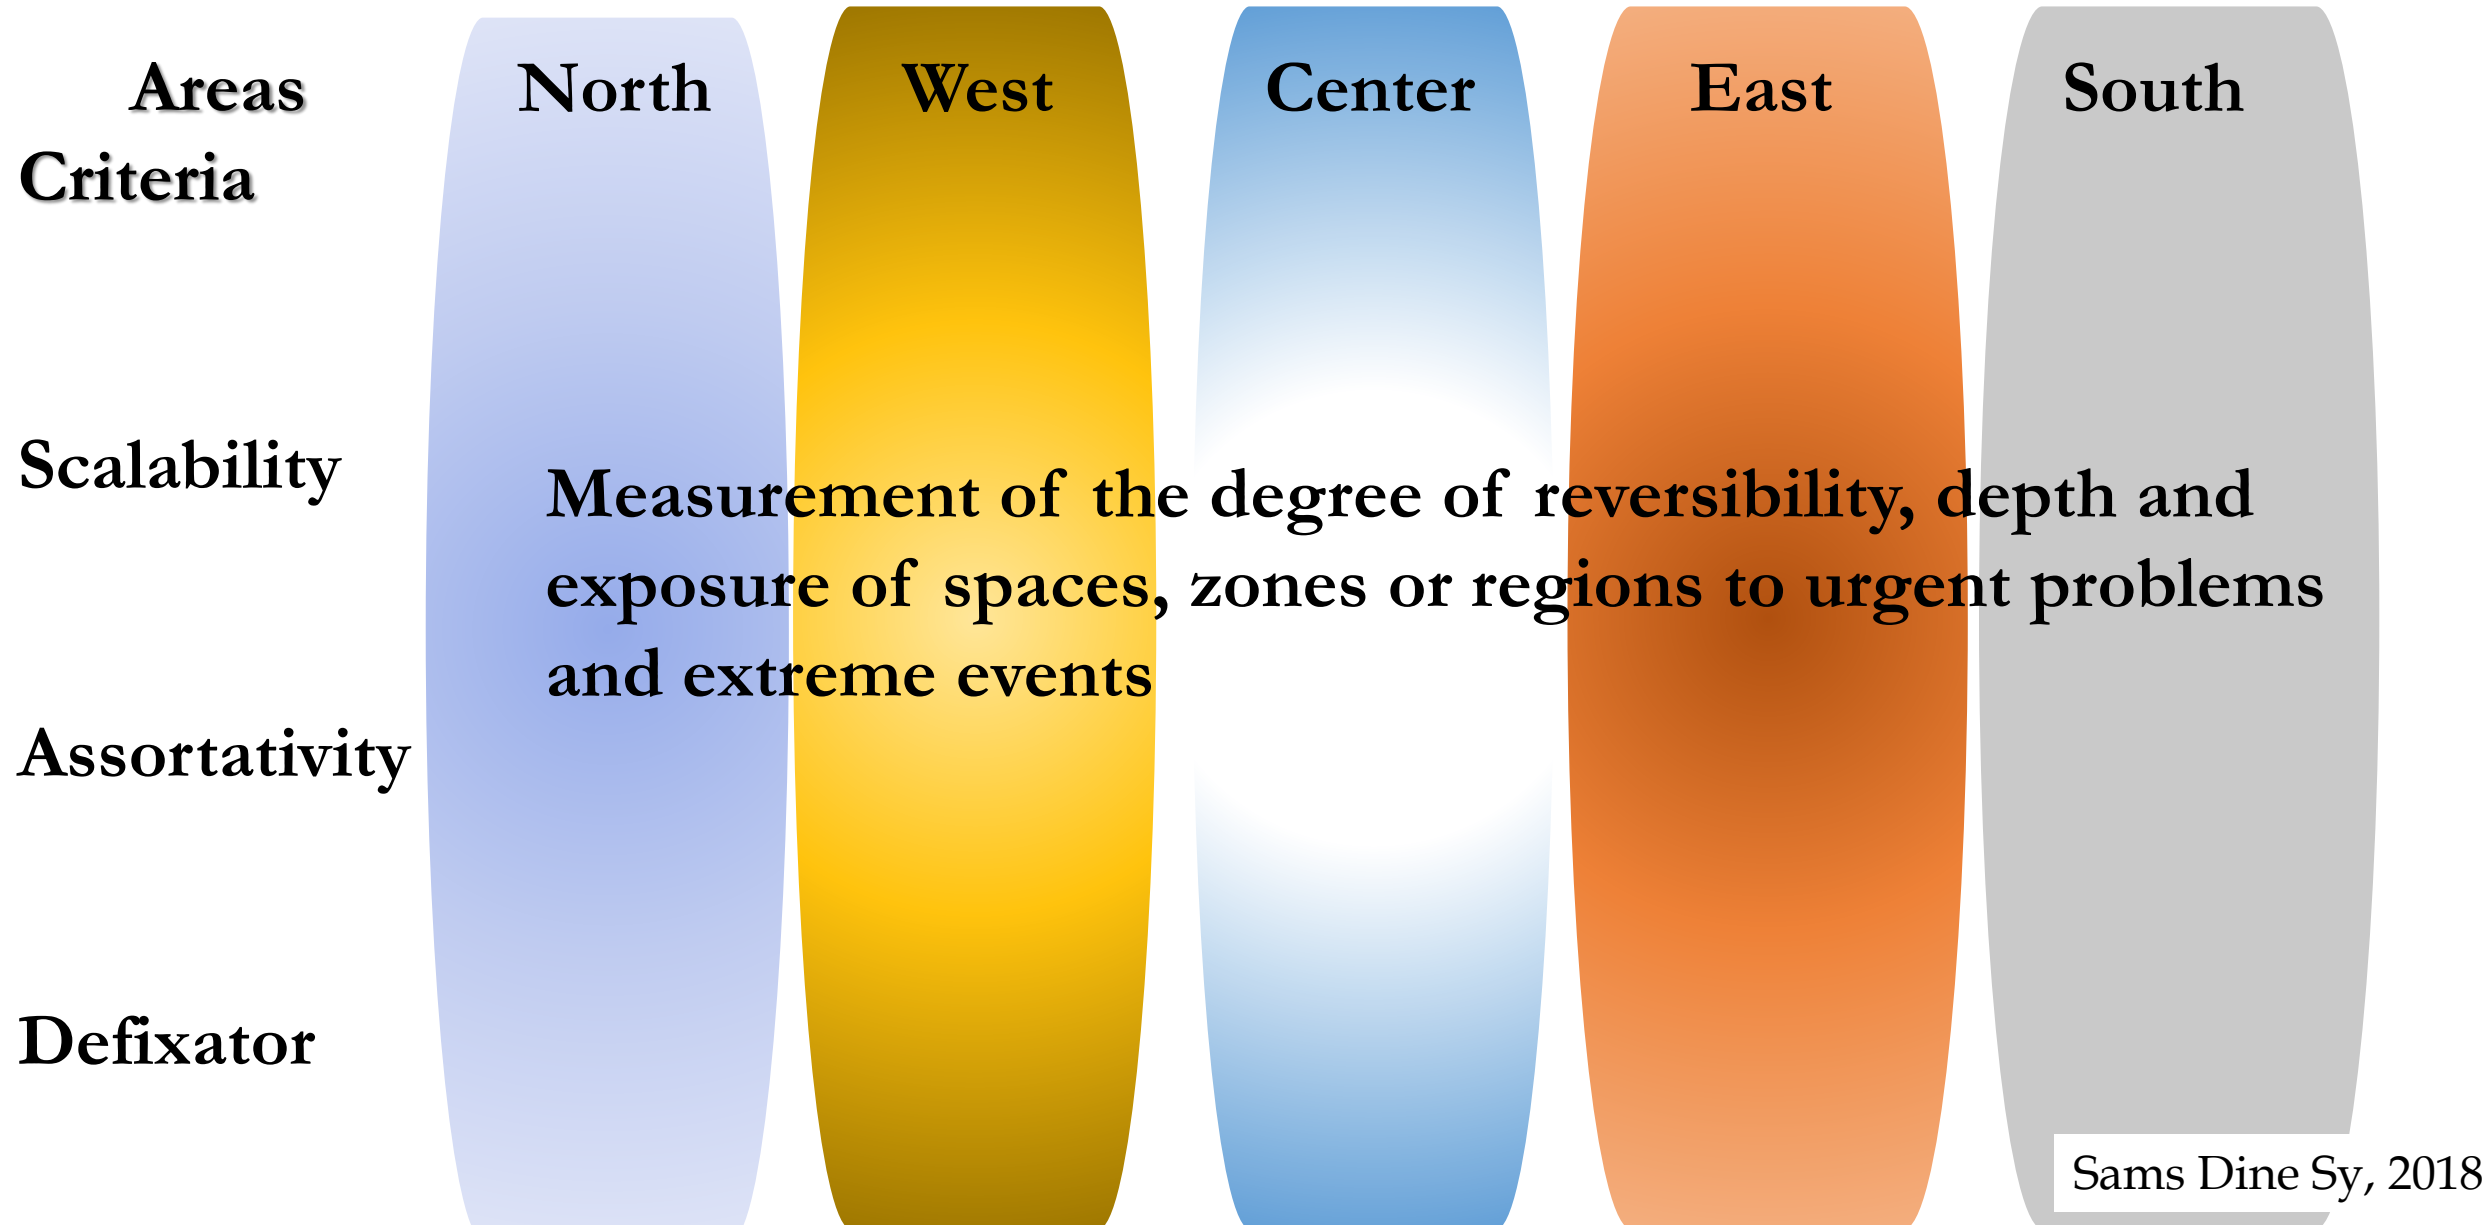 Areas North West Center East South
Criteria
Scalability
Measurement of the degree of reversibility, depth and
exposure of spaces, zones or regions to urgent problems
and extreme events
Assortativity
Defixator
Sams Dine Sy, 2018